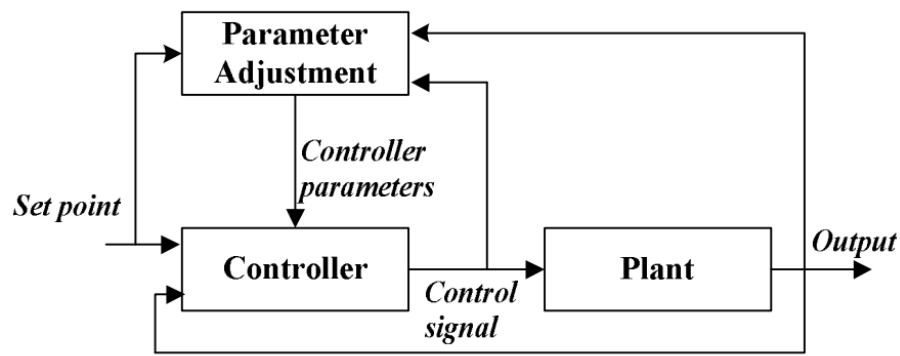 Parameter
Adjustment
Controller
parameters
Set point
Controller
Plant
Output
Control
signal